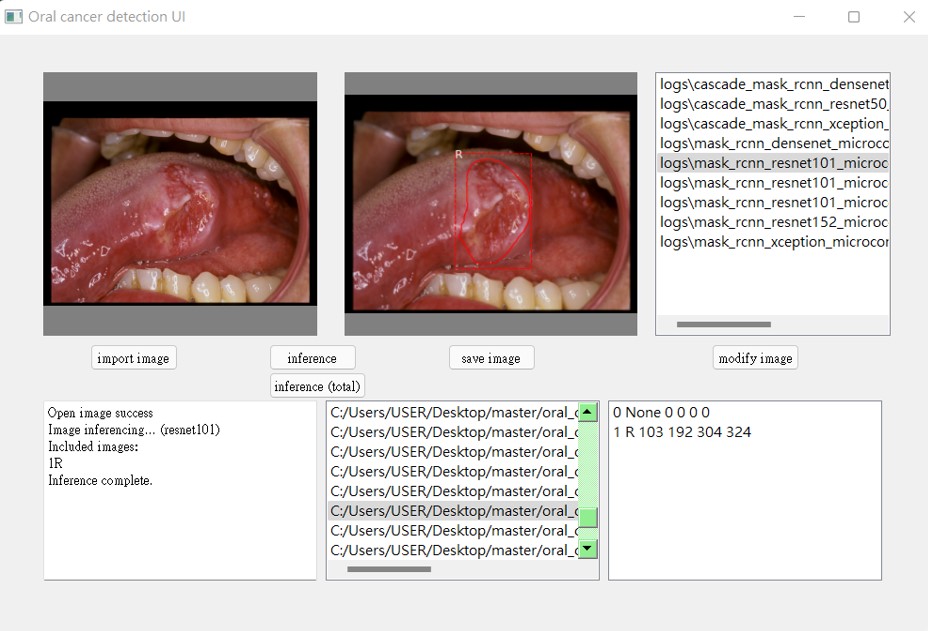 Oral cancer detection UI
R
logs\cascade_mask_rcnn_densenet
logs\cascade_mask_rcnn_resnet50_
logs\cascade_mask_rcnn_xception_
logs\mask_rcnn_densenet_microcc
logs\mask_rcnn_resnet101_microc
logs\mask_rcnn_resnet101_microc
logs\mask_rcnn_resnet101_microc
logs\mask_rcnn_resnet152_microc
logs\mask_rcnn_xception_microcor
import image
inference
save image
modify image
inference (total)
Open image success
Image inferencing... (resnet101)
Included images:
1R
Inference complete.
C:/Users/USER/Desktop/master/oral_c
C:/Users/USER/Desktop/master/oral_c
C:/Users/USER/Desktop/master/oral_c
C:/Users/USER/Desktop/master/oral_c
C:/Users/USER/Desktop/master/oral_c
C:/Users/USER/Desktop/master/oral_c
C:/Users/USER/Desktop/master/oral_c
C:/Users/USER/Desktop/master/oral_c
0 None 0 0 0 0
1 R 103 192 304 324